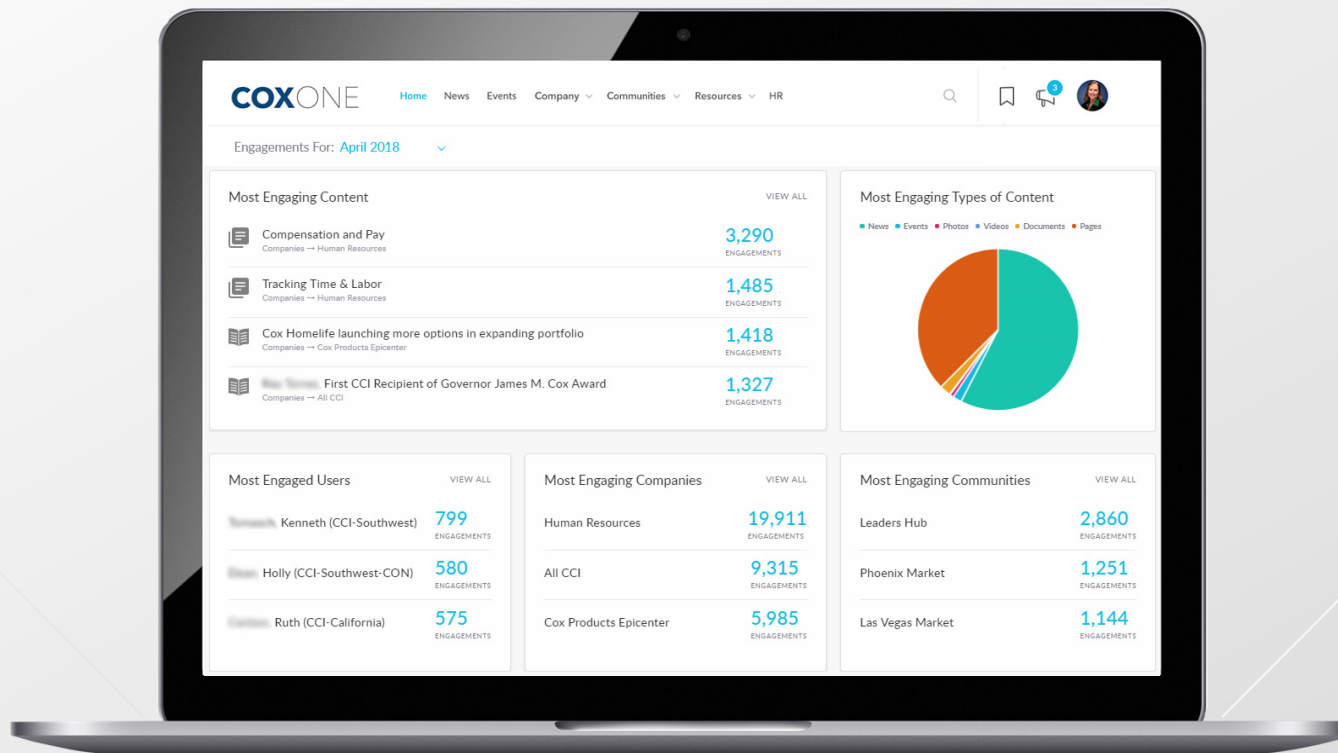 COXONE
Home News Events Company Communities Resources HR
3
Engagements For: April 2018
Most Engaging Content VIEW ALL
Compensation and Pay
Companies → Human Resources
3,290
ENGAGEMENTS
Tracking Time & Labor
Companies → Human Resources
1,485
ENGAGEMENTS
Cox Homelife launching more options in expanding portfolio
Companies → Cox Products Epicenter
1,418
ENGAGEMENTS
First CCI Recipient of Governor James M. Cox Award
Companies → All CCI
1,327
ENGAGEMENTS
Most Engaging Types of Content
News Events Photos Videos Documents Pages
Most Engaged Users VIEW ALL
Kenneth (CCI-Southwest)
799
ENGAGEMENTS
Holly (CCI-Southwest-CON)
580
ENGAGEMENTS
Ruth (CCI-California)
575
ENGAGEMENTS
Most Engaging Companies VIEW ALL
Human Resources
19,911
ENGAGEMENTS
All CCI
9,315
ENGAGEMENTS
Cox Products Epicenter
5,985
ENGAGEMENTS
Most Engaging Communities VIEW ALL
Leaders Hub
2,860
ENGAGEMENTS
Phoenix Market
1,251
ENGAGEMENTS
Las Vegas Market
1,144
ENGAGEMENTS